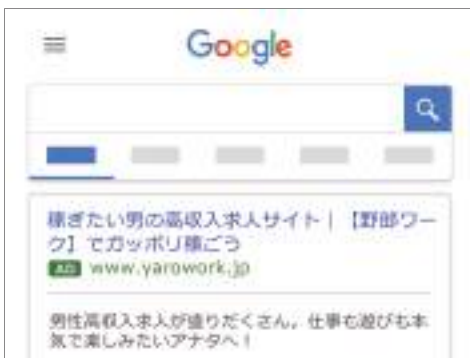 Google
稼ぎたい男の高収入求人サイト｜【野郎ワー
ク】でガッポリ稼ごう
AD www.yarowork.jp
男性高収入求人が盛りだくさん。仕事も遊びも本
気で楽しみたいアナタへ！